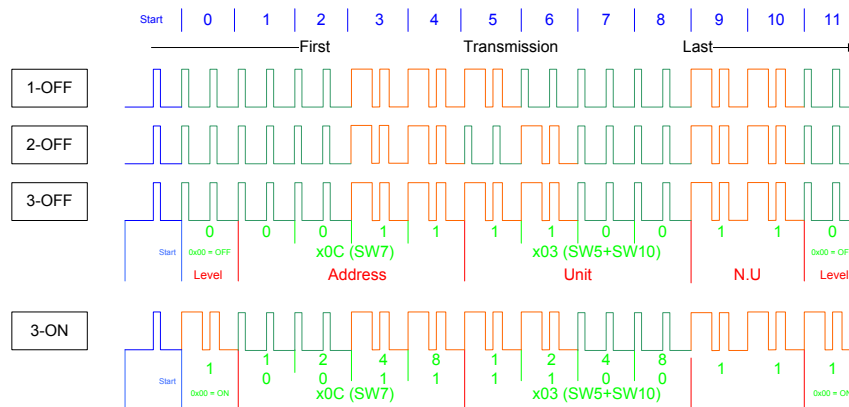 Start 0 1 2 3 4 5 6 7 8 9 10 11
First Transmission Last
1-OFF
2-OFF
3-OFF
0 0 0 1 1 1 1 0 0 1 1 0
Start 0x00 = OFF x0C (SW7) x03 (SW5+SW10) 0x00 = OFF
Level Address Unit N.U Level
3-ON
1 2 4 8 1 2 4 8
1 0 0 1 1 1 1 0 0 1 1 1
Start 0x00 = ON x0C (SW7) x03 (SW5+SW10) 0x00 = ON